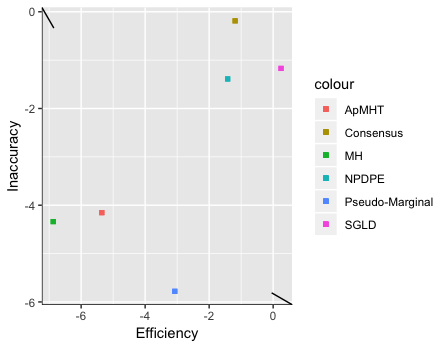 0
-2
-4
-6
Inaccuracy
-6
-4
-2
0
Efficiency
colour
ApMHT
Consensus
MH
NPDPE
Pseudo-Marginal
SGLD